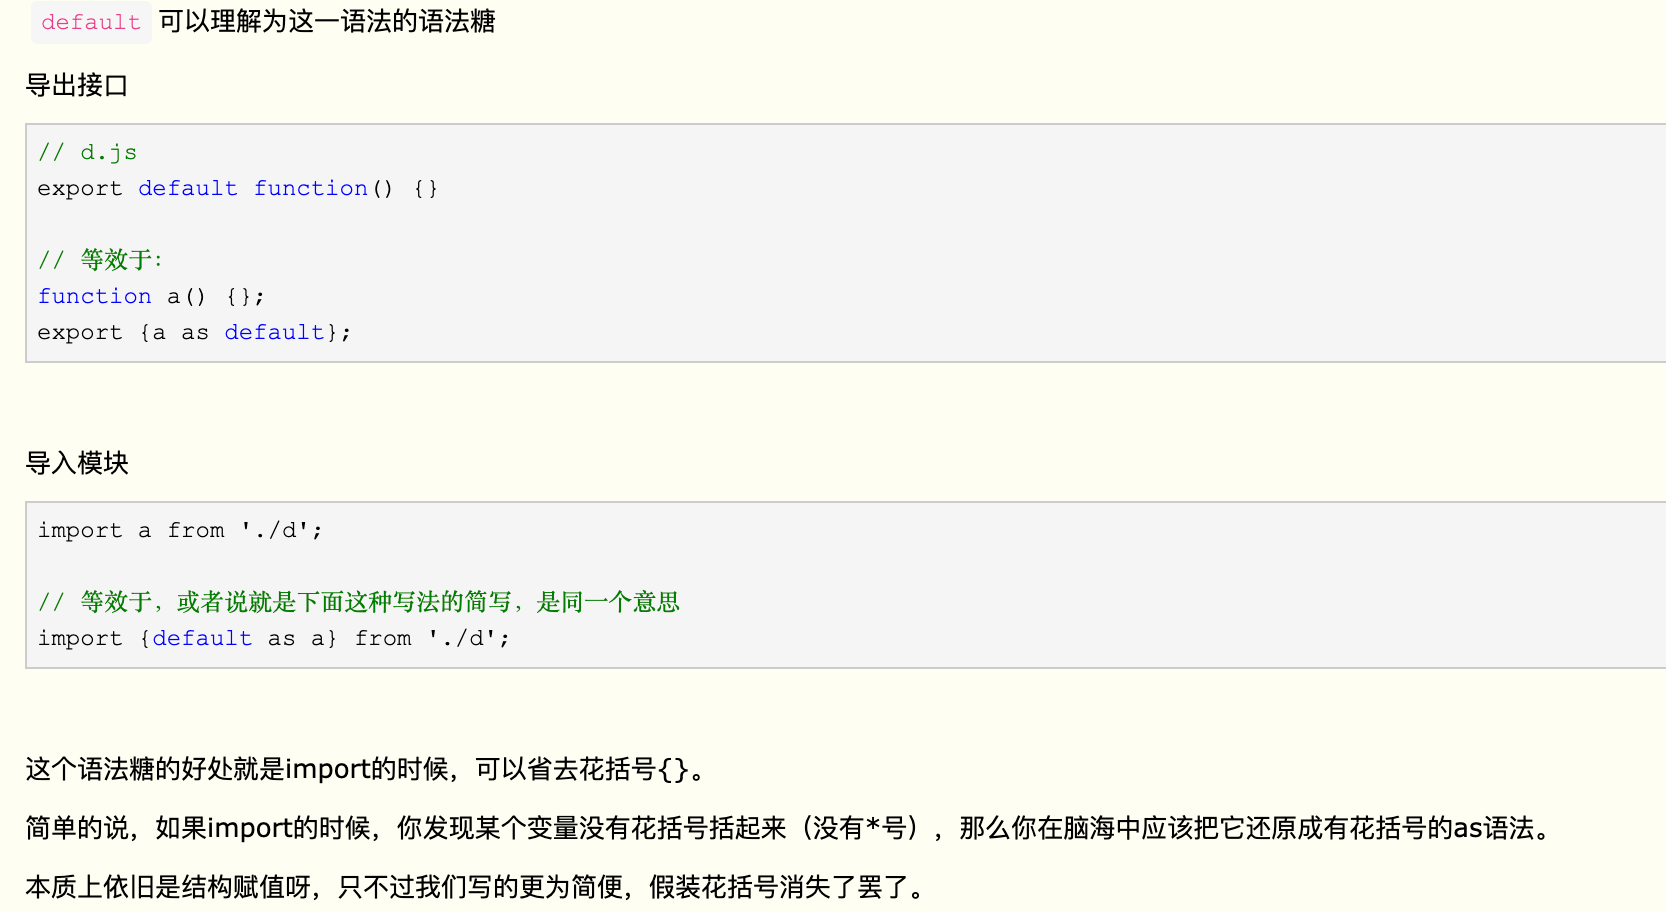 default 可以理解为这一语法的语法糖
导出接口
// d.js
export default function() {}
// 等效于：
function a() {};
export {a as default};
导入模块
import a from './d';
// 等效于，或者说就是下面这种写法的简写，是同一个意思
import {default as a} from './d';
这个语法糖的好处就是import的时候，可以省去花括号{}。
简单的说，如果import的时候，你发现某个变量没有花括号括起来（没有*号），那么你在脑海中应该把它还原成有花括号的as语法。
本质上依旧是结构赋值呀，只不过我们写的更为简便，假装花括号消失了罢了。